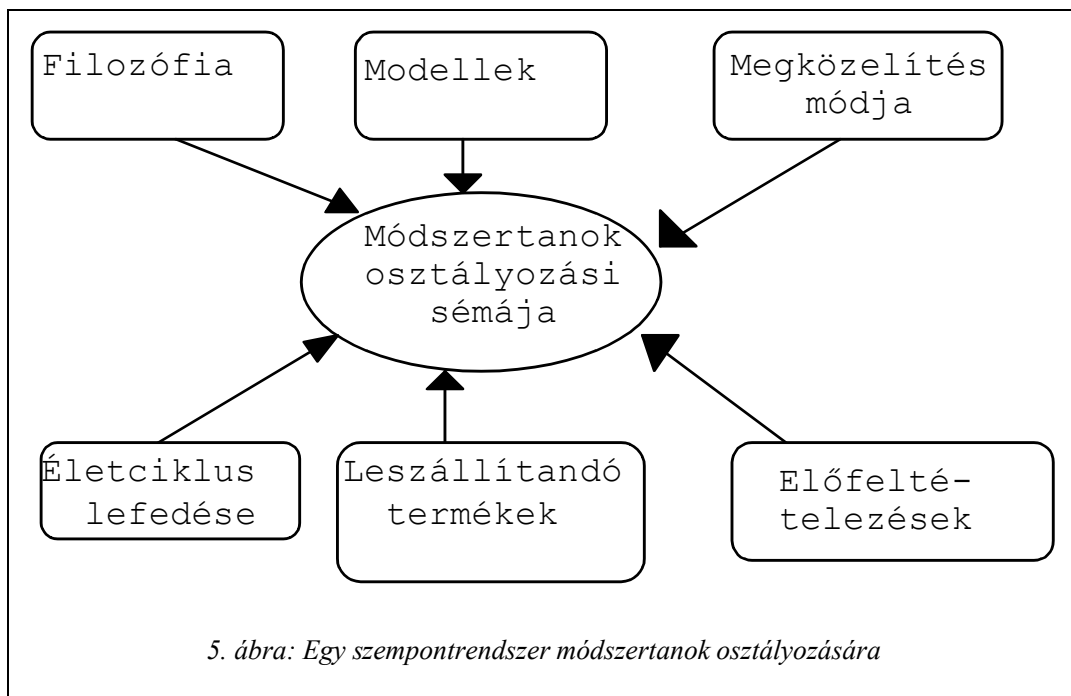 Filozófia
Modellek
Megközelítés
módja
Módszertanok
osztályozási
sémája
Életciklus
lefedése
Leszállítandó
termékek
Előfelté-
telezések
5. ábra: Egy szempontrendszer módszertanok osztályozására